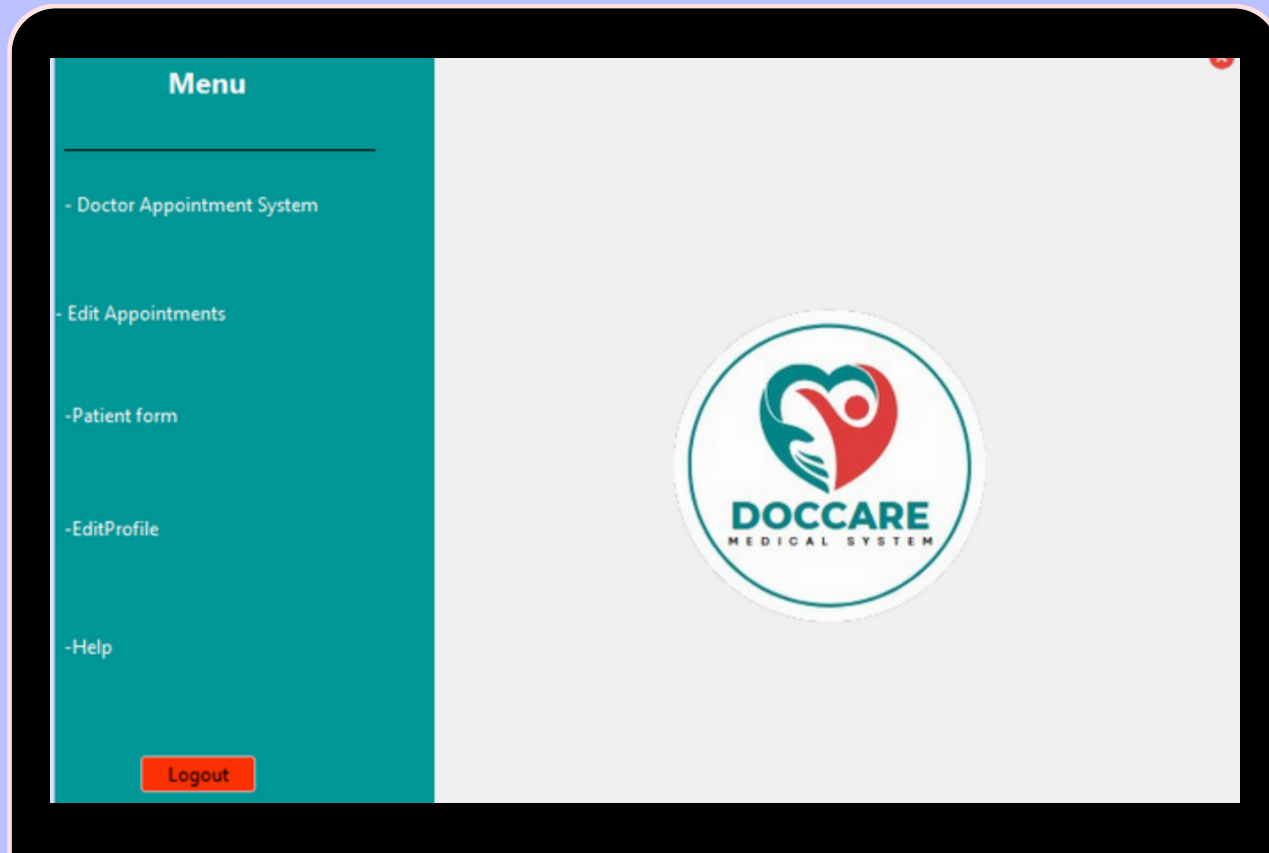 Menu
- Doctor Appointment System
- Edit Appointments
-Patient form
-EditProfile
-Help
Logout
DOCCARE
MEDICAL SYSTEM